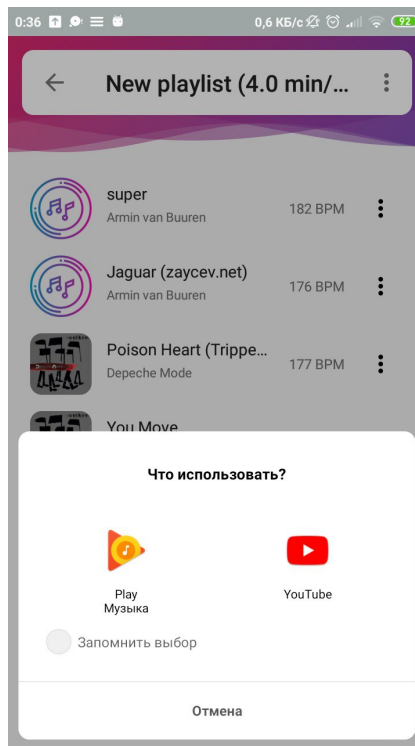 0:36
0,6 КБ/с
92
New playlist (4.0 min/...
super
Armin van Buuren
182 BPM
Jaguar (zaycev.net)
Armin van Buuren
176 BPM
Poison Heart (Trippe...
Depeche Mode
177 BPM
You Move
Что использовать?
Play
Музыка
YouTube
Запомнить выбор
Отмена